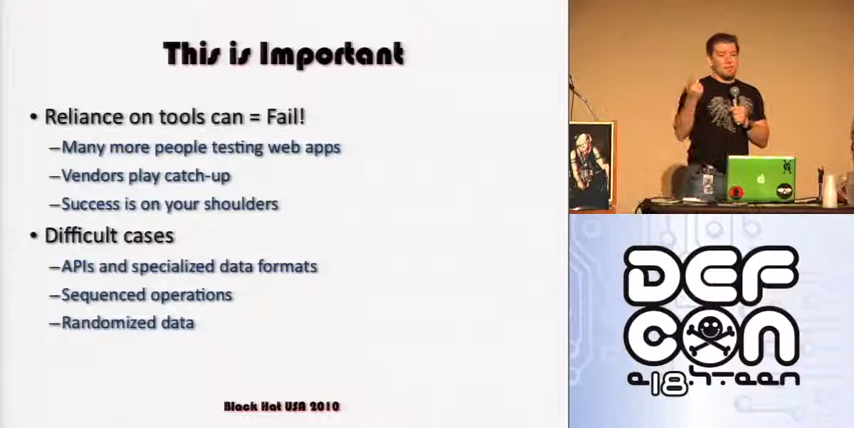 This is Important
• Reliance on tools can = Fail!
–Many more people testing web apps
–Vendors play catch-up
–Success is on your shoulders
• Difficult cases
–APIs and specialized data formats
–Sequenced operations
–Randomized data
Black Hat USA 2010
DEF
CON
e18h-teen